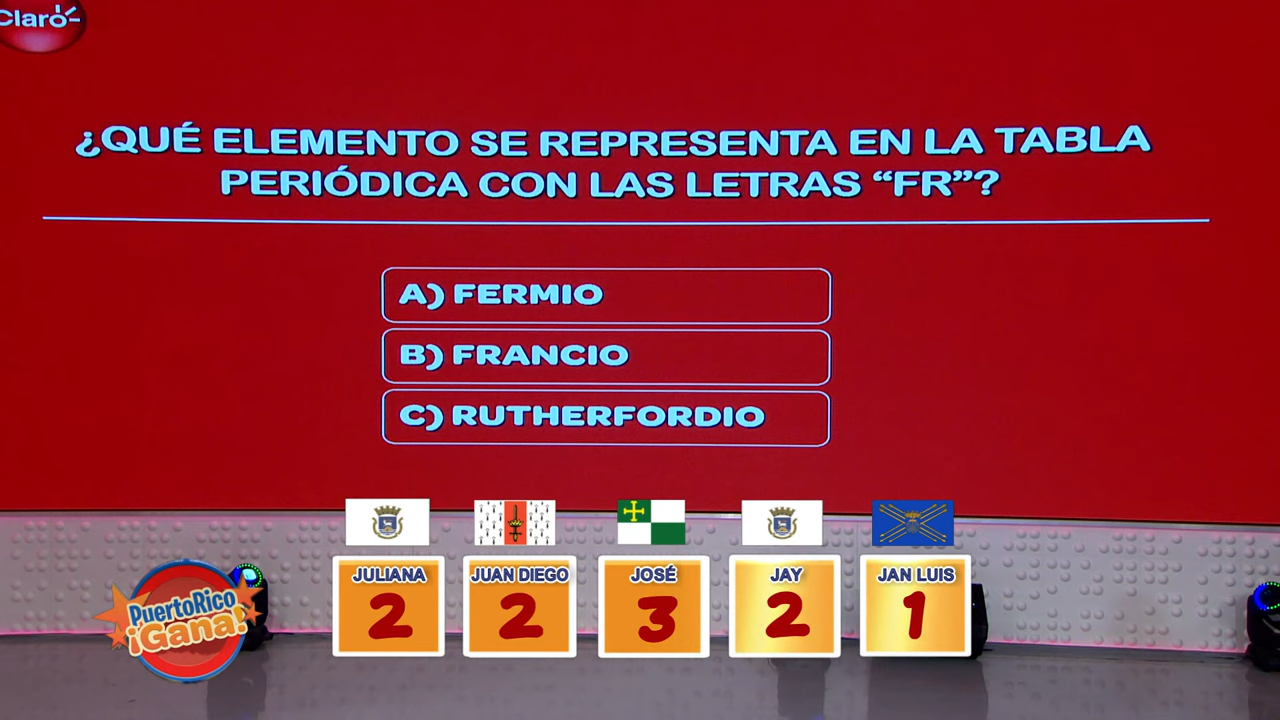 Claro
¿QUÉ ELEMENTO SE REPRESENTA EN LA TABLA
PERIÓDICA CON LAS LETRAS “FR”?
A) FERMIO
B) FRANCIO
C) RUTHERFORDIO
JULIANA
2
JUAN DIEGO
2
JOSÉ
3
JAY
2
JAN LUIS
1
PuertoRico
¡Gana!